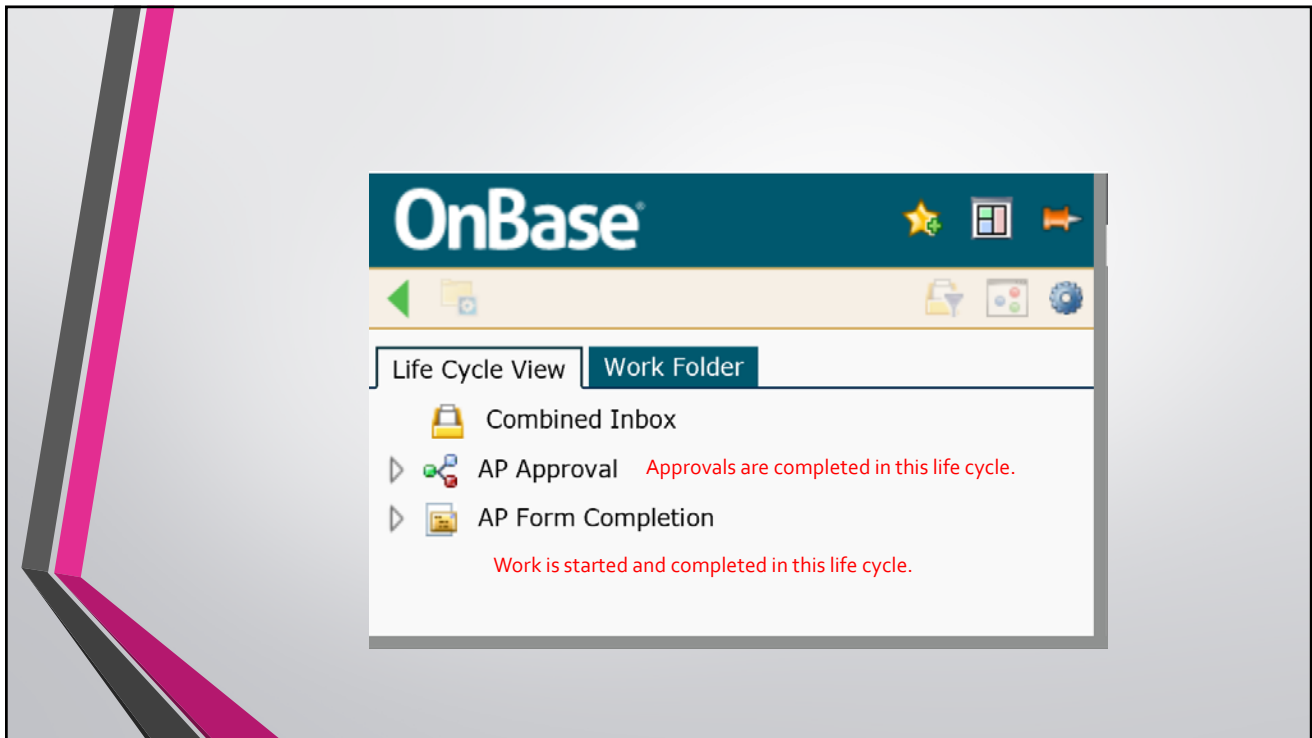 OnBase®
Life Cycle View Work Folder
Combined Inbox
AP Approval Approvals are completed in this life cycle.
AP Form Completion
Work is started and completed in this life cycle.